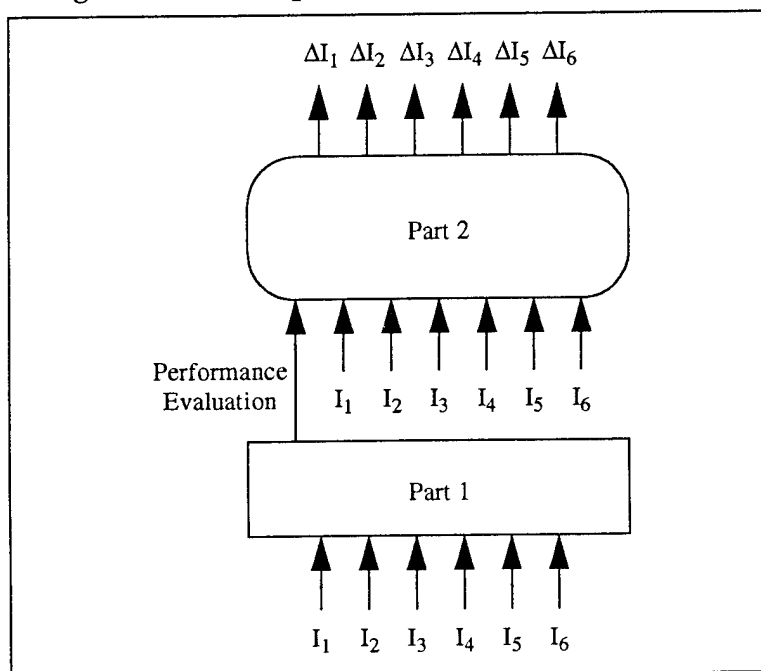 ΔI1 ΔI2 ΔI3 ΔI4 ΔI5 ΔI6
Part 2
Performance
Evaluation
I1 I2 I3 I4 I5 I6
Part 1
I1 I2 I3 I4 I5 I6